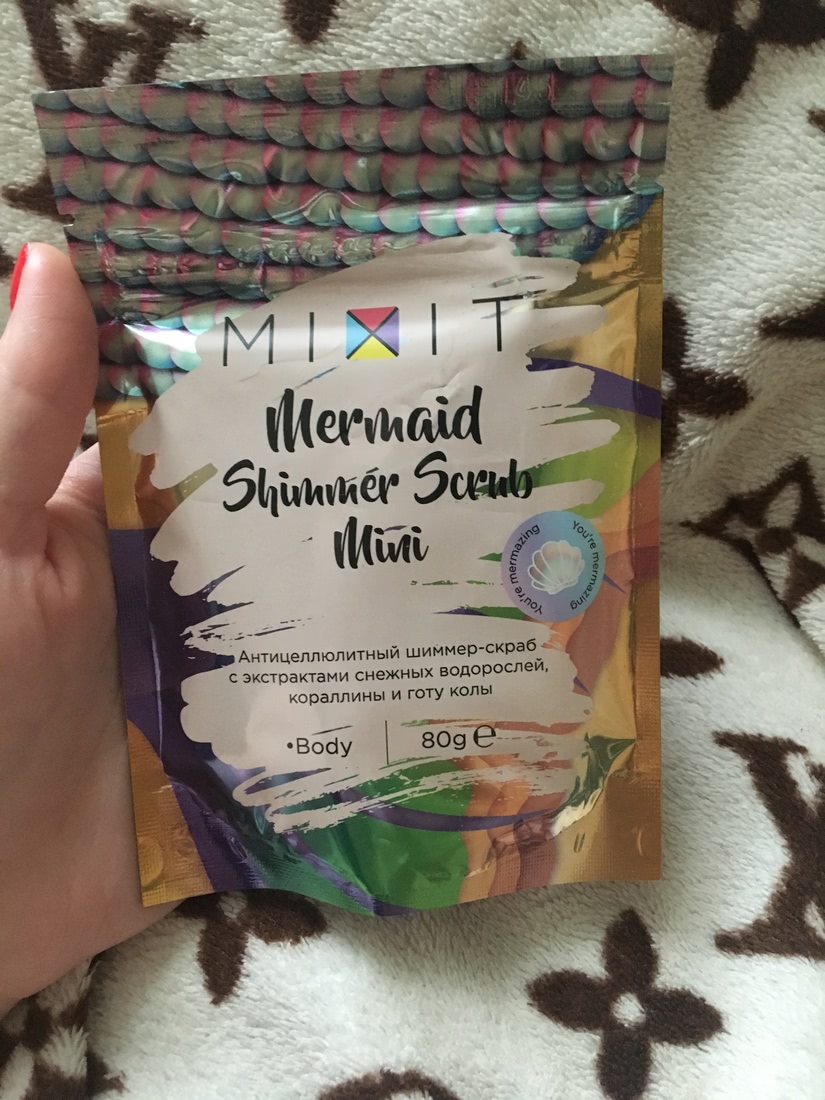 MIXIT
Mermaid
Shimmér Scrub
Mini
You're mermazing
You're mermazing
Антицеллюлитный шиммер-скраб
с экстрактами снежных водорослей,
кораллины и готу колы
•Body
80g ℮